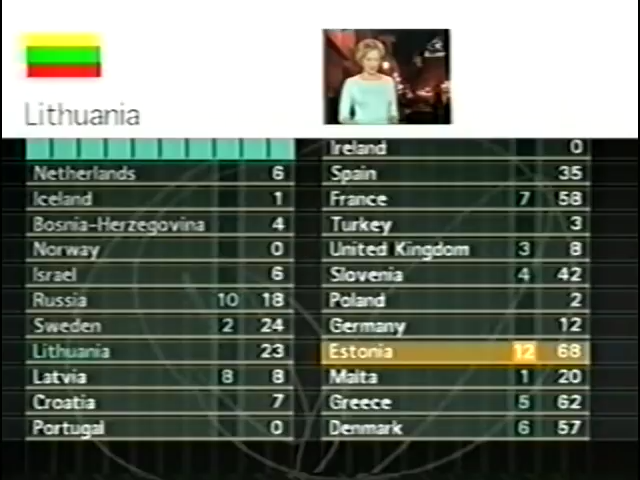 Lithuania
Netherlands 6
Iceland 1
Bosnia-Herzegovina 4
Norway 0
Israel 6
Russia 10 18
Sweden 2 24
Lithuania 23
Latvia 8 8
Croatia 7
Portugal 0
Ireland 0
Spain 35
France 7 58
Turkey 3
United Kingdom 3 8
Slovenia 4 42
Poland 2
Germany 12
Estonia 12 68
Malta 1 20
Greece 5 62
Denmark 6 57